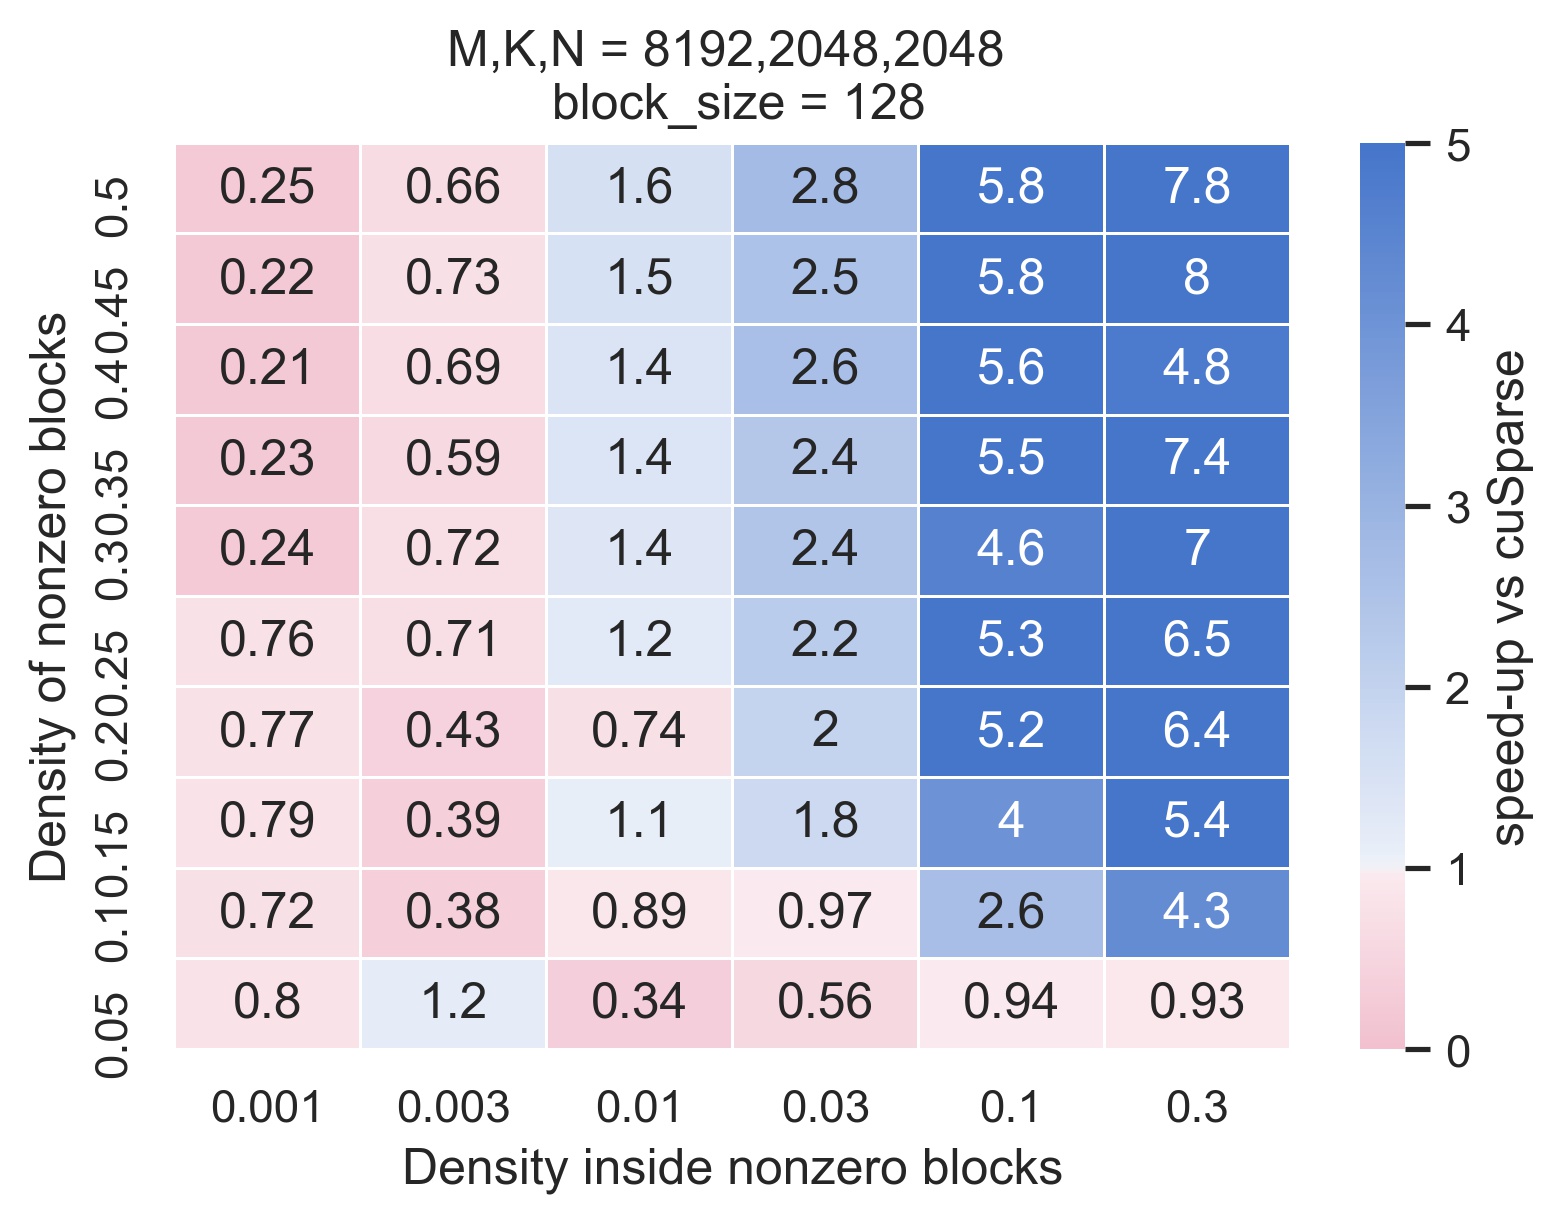 M,K,N = 8192,2048,2048
block_size = 128
Density of nonzero blocks
0.5 0.25 0.66 1.6 2.8 5.8 7.8
0.45 0.22 0.73 1.5 2.5 5.8 8
0.4 0.21 0.69 1.4 2.6 5.6 4.8
0.35 0.23 0.59 1.4 2.4 5.5 7.4
0.3 0.24 0.72 1.4 2.4 4.6 7
0.25 0.76 0.71 1.2 2.2 5.3 6.5
0.2 0.77 0.43 0.74 2 5.2 6.4
0.15 0.79 0.39 1.1 1.8 4 5.4
0.1 0.72 0.38 0.89 0.97 2.6 4.3
0.05 0.8 1.2 0.34 0.56 0.94 0.93
0.001 0.003 0.01 0.03 0.1 0.3
Density inside nonzero blocks
5
4
3
2
1
0
speed-up vs cuSparse